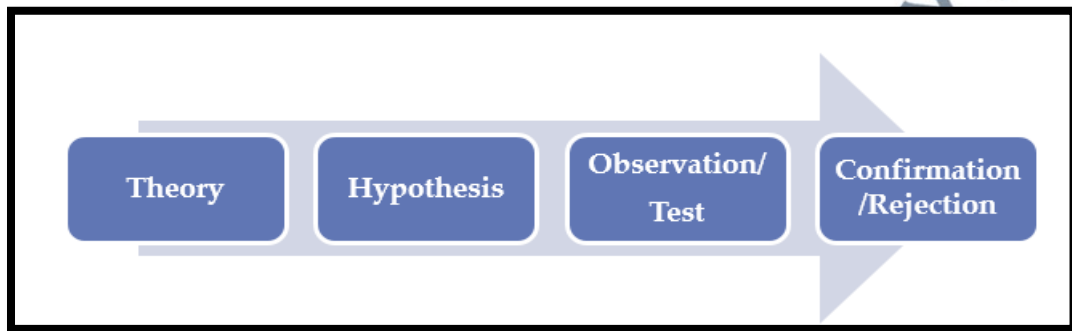 Theory
Hypothesis
Observation/
Test
Confirmation
/Rejection